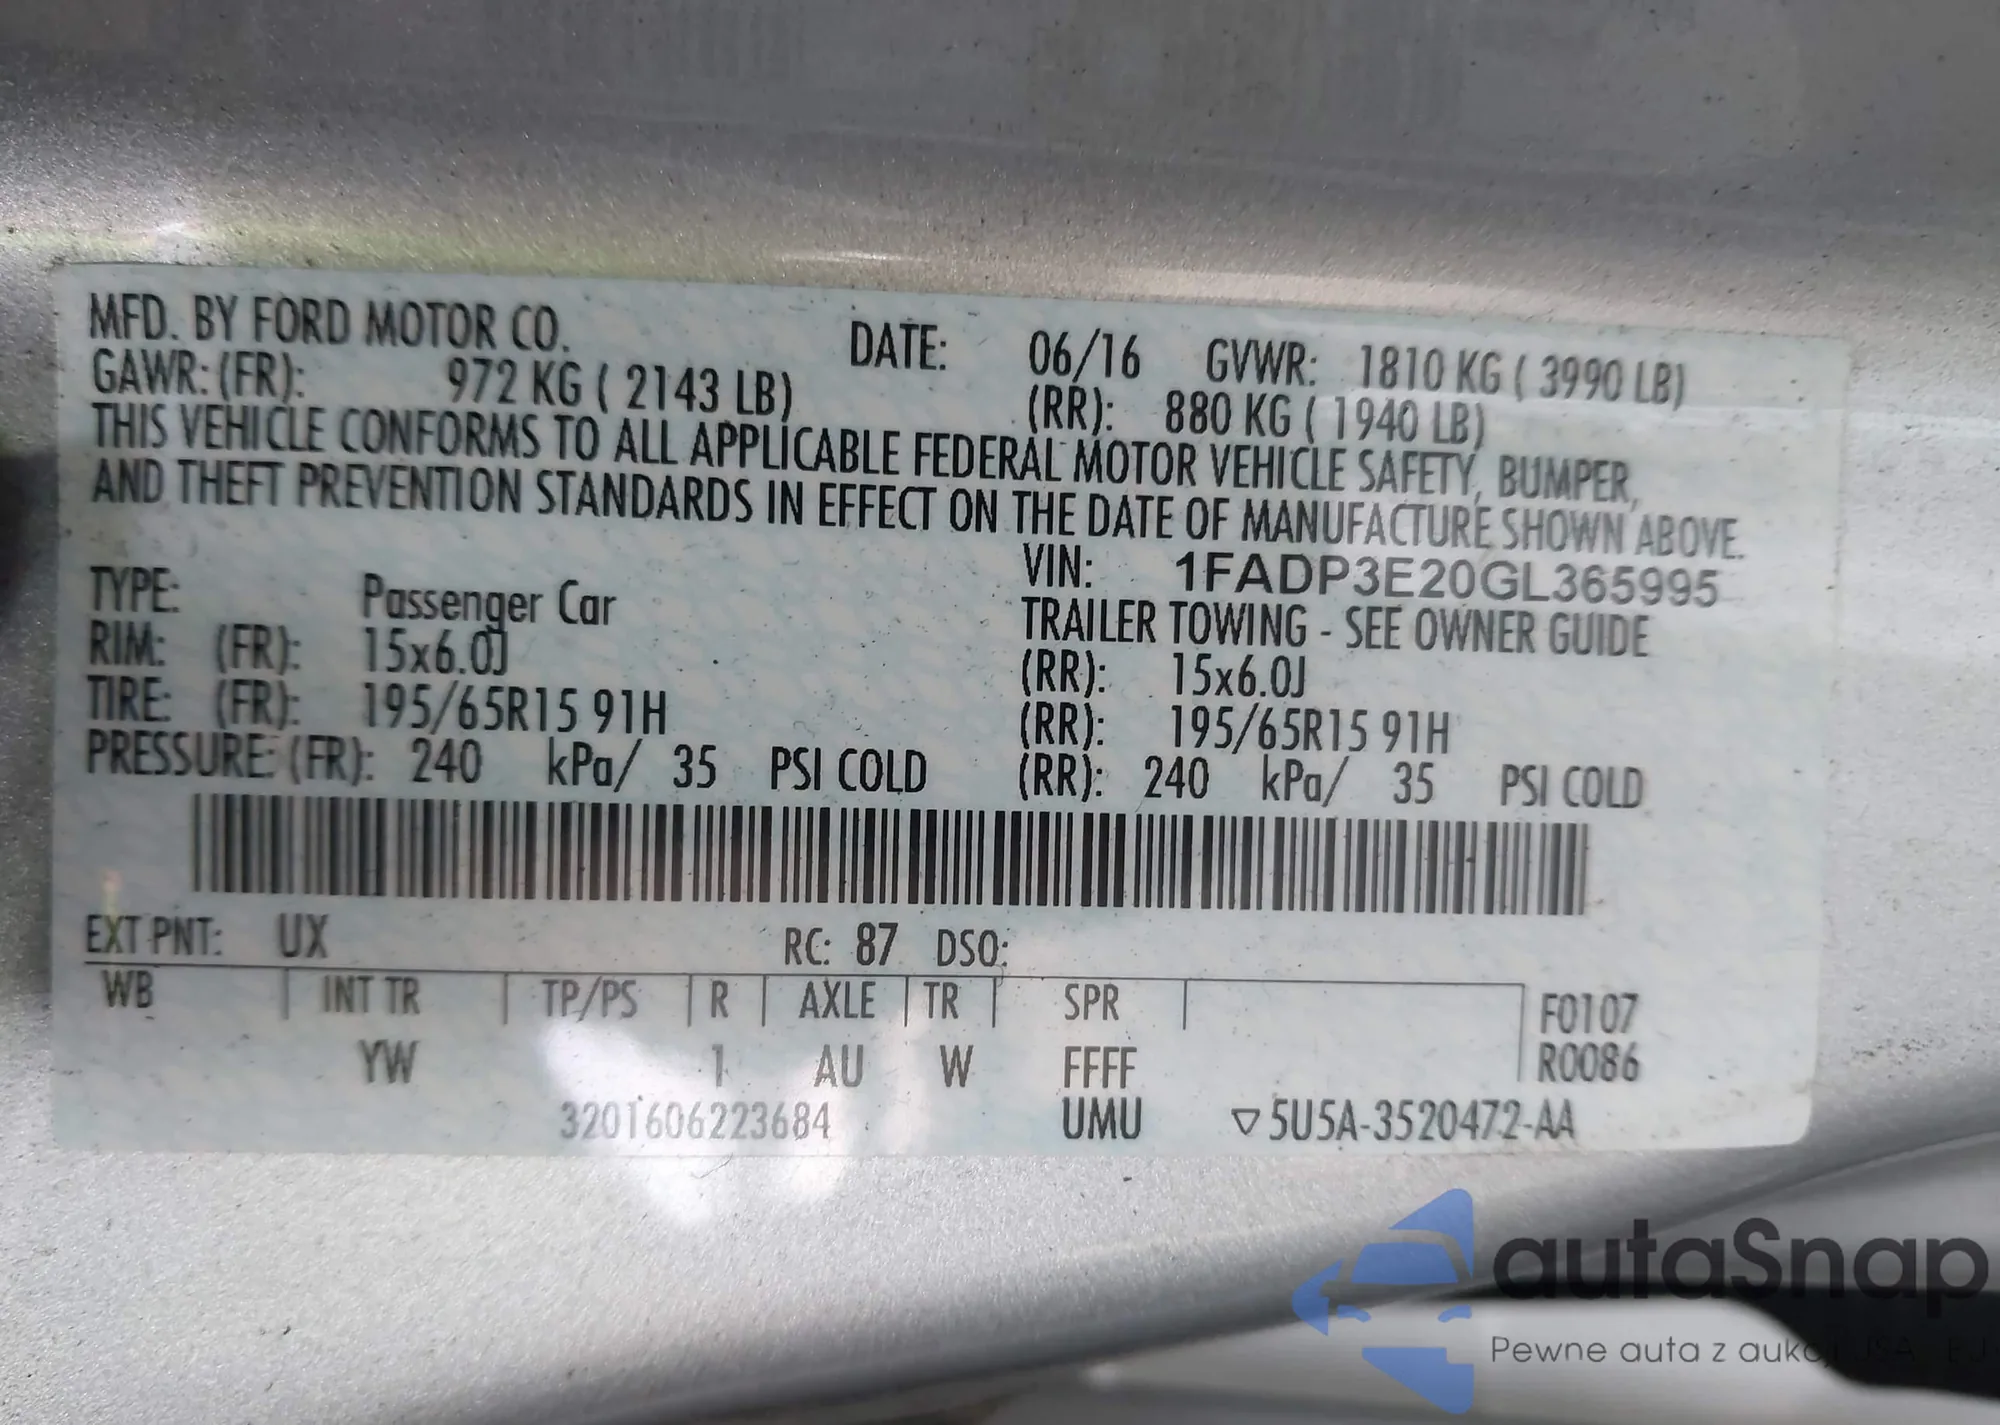 MFD. BY FORD MOTOR CO. DATE: 06/16 GVWR: 1810 KG ( 3990 LB)
GAWR: (FR): 972 KG ( 2143 LB) (RR): 880 KG ( 1940 LB)
THIS VEHICLE CONFORMS TO ALL APPLICABLE FEDERAL MOTOR VEHICLE SAFETY, BUMPER,
AND THEFT PREVENTION STANDARDS IN EFFECT ON THE DATE OF MANUFACTURE SHOWN ABOVE.
VIN: 1FADP3E20GL365995
TYPE: Passenger Car TRAILER TOWING - SEE OWNER GUIDE
RIM: (FR): 15x6.0J (RR): 15x6.0J
TIRE: (FR): 195/65R15 91H (RR): 195/65R15 91H
PRESSURE: (FR): 240 kPa/ 35 PSI COLD (RR): 240 kPa/ 35 PSI COLD
EXT PNT: UX RC: 87 DSO:
WB INT TR TP/PS R AXLE TR SPR F0107
YW 1 AU W FFFF R0086
3201606223684 UMU ▽5U5A-3520472-AA
autaSnap
Pewne auta z